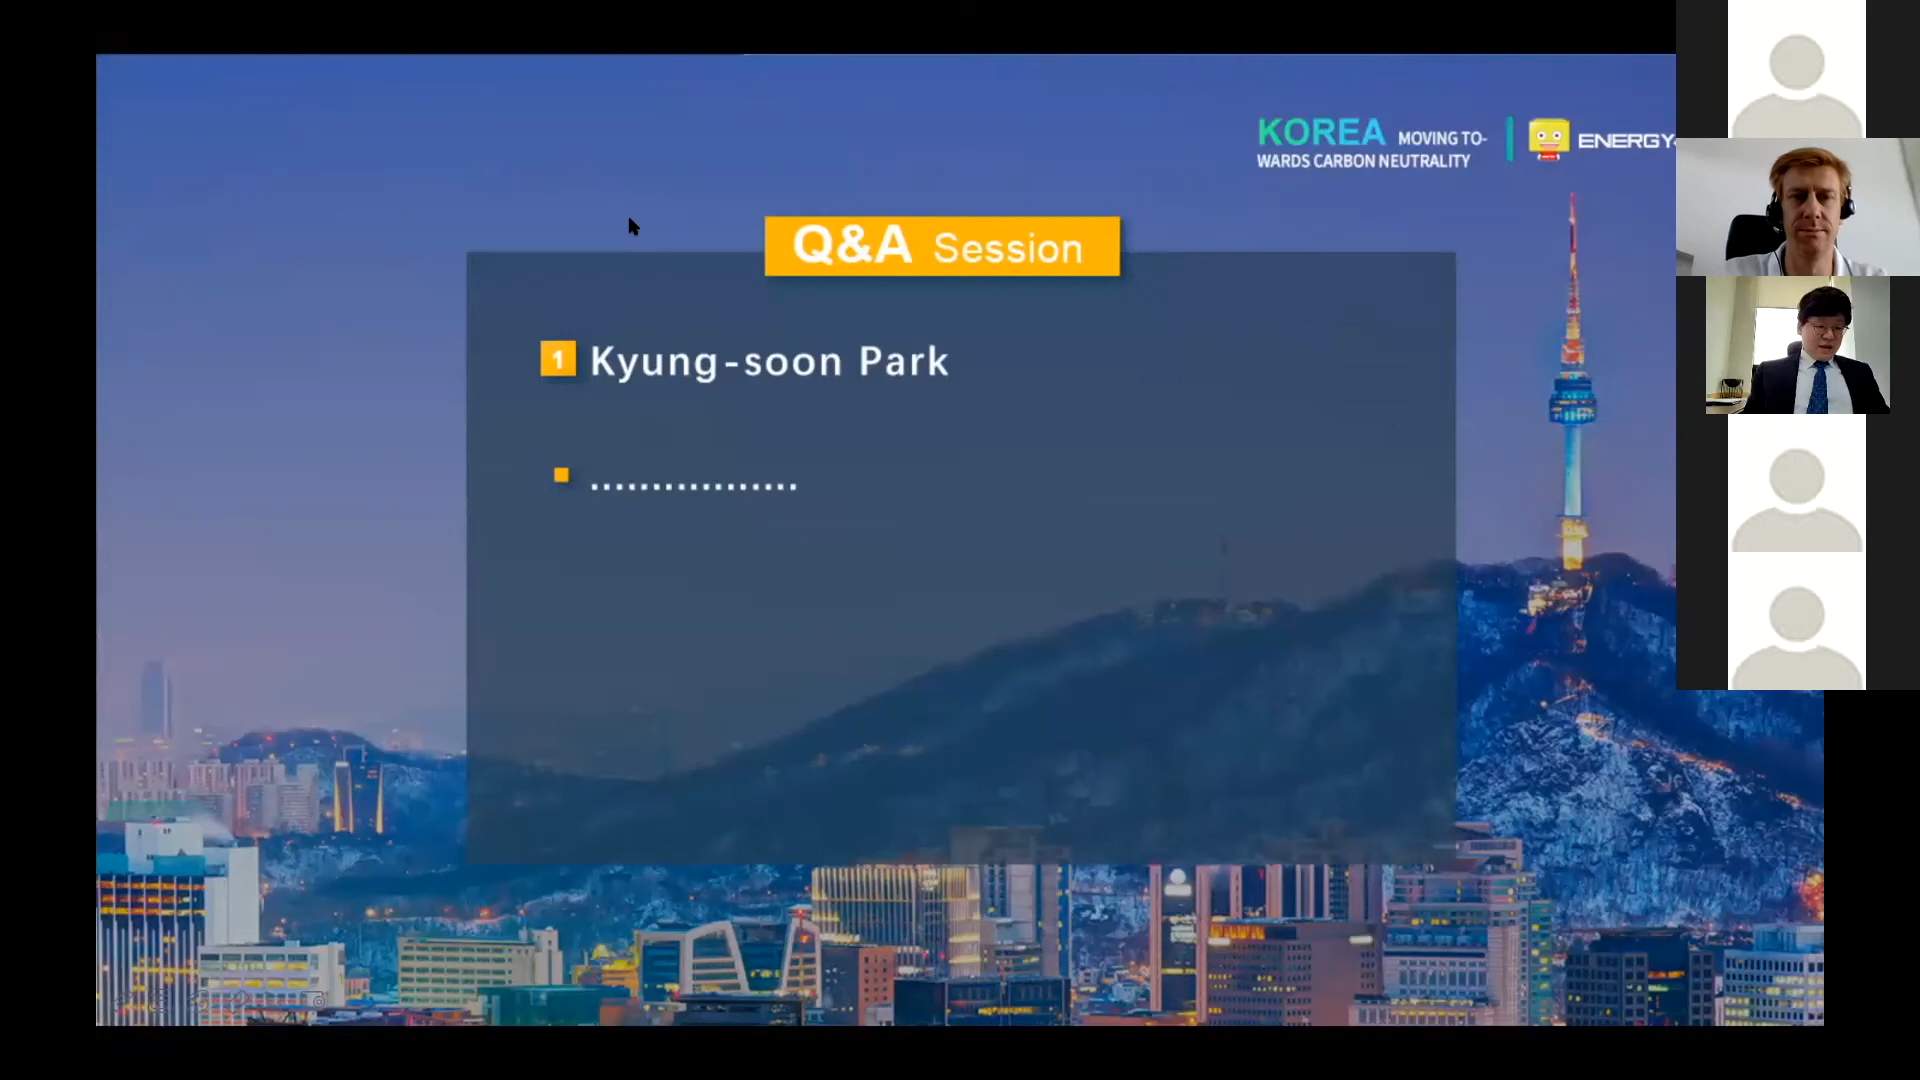 KOREA MOVING TO-
WARDS CARBON NEUTRALITY
ENERGY
Q&A Session
1 Kyung-soon Park
.................